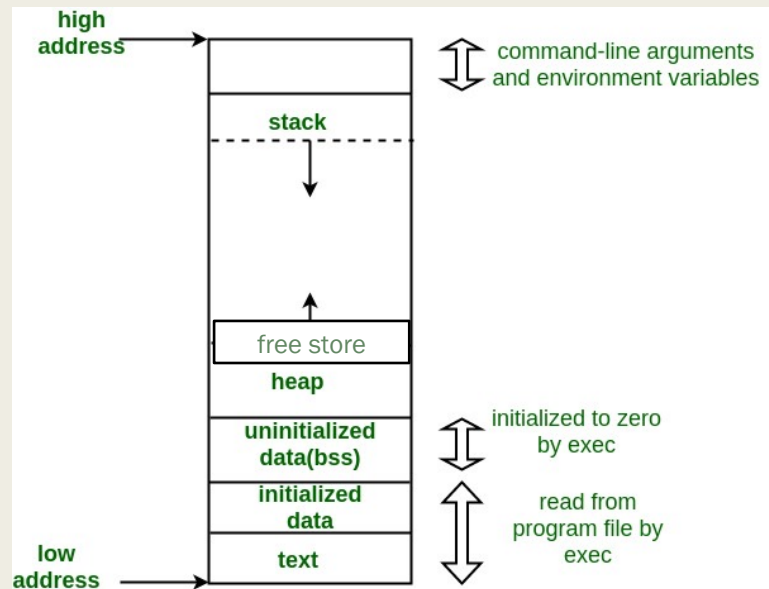 high
address
command-line arguments
and environment variables
stack
free store
heap
uninitialized
data(bss)
initialized to zero
by exec
initialized
data
read from
program file by
exec
text
low
address